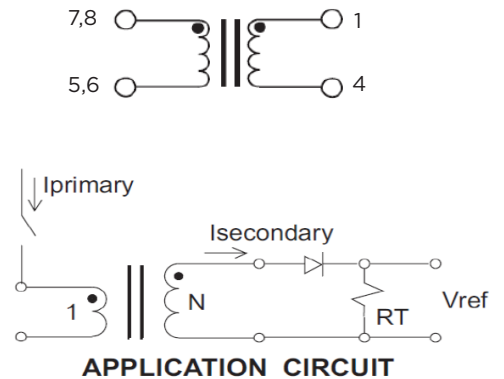 7,8 1
5,6 4
Iprimary
Isecondary
1 N RT Vref
APPLICATION CIRCUIT